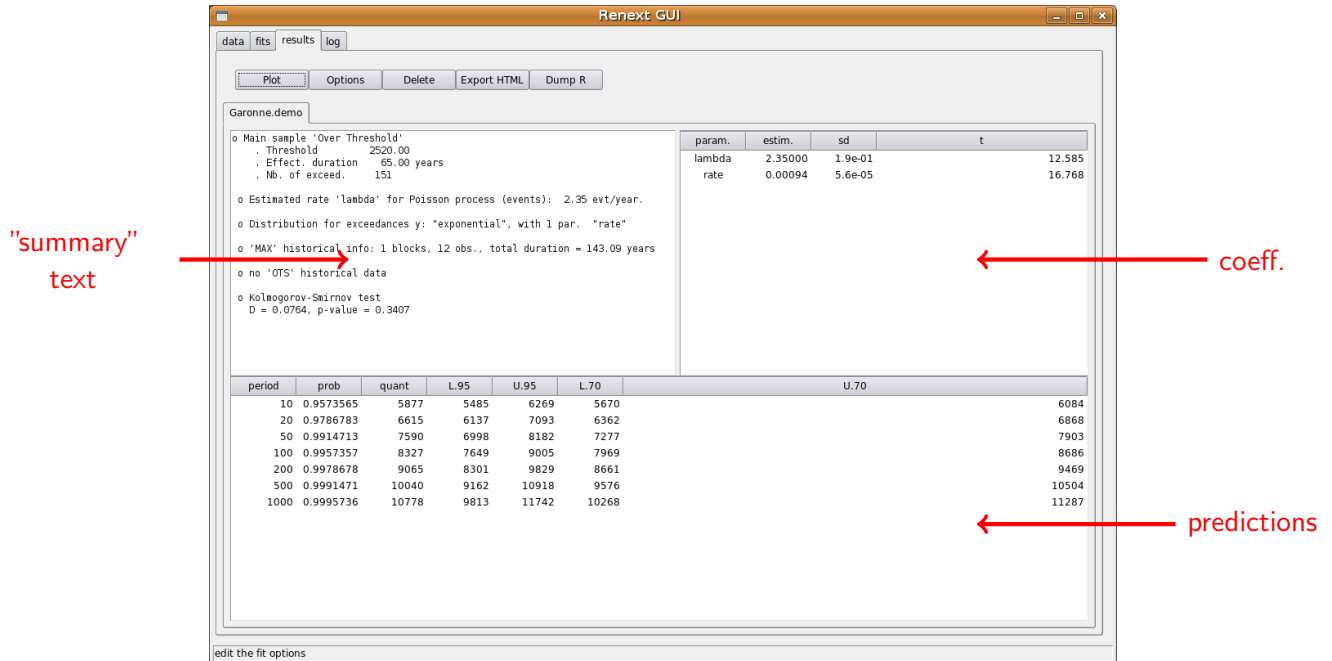 Renext GUI
data fits results log
Plot Options Delete Export HTML Dump R
Garonne.demo
o Main sample 'Over Threshold'
. Threshold 2520.00
. Effect. duration 65.00 years
. Nb. of exceed. 151
o Estimated rate 'lambda' for Poisson process (events): 2.35 evt/year.
o Distribution for exceedances y: "exponential", with 1 par. "rate"
o 'MAX' historical info: 1 blocks, 12 obs., total duration = 143.09 years
o no 'OTS' historical data
o Kolmogorov-Smirnov test
D = 0.0764, p-value = 0.3407
param. estim. sd t
lambda 2.35000 1.9e-01 12.585
rate 0.00094 5.6e-05 16.768
"summary"
text
coeff.
period prob quant L.95 U.95 L.70 U.70
10 0.9573565 5877 5485 6269 5670 6084
20 0.9786783 6615 6137 7093 6362 6868
50 0.9914713 7590 6998 8182 7277 7903
100 0.9957357 8327 7649 9005 7969 8686
200 0.9978678 9065 8301 9829 8661 9469
500 0.9991471 10040 9162 10918 9576 10504
1000 0.9995736 10778 9813 11742 10268 11287
predictions
edit the fit options